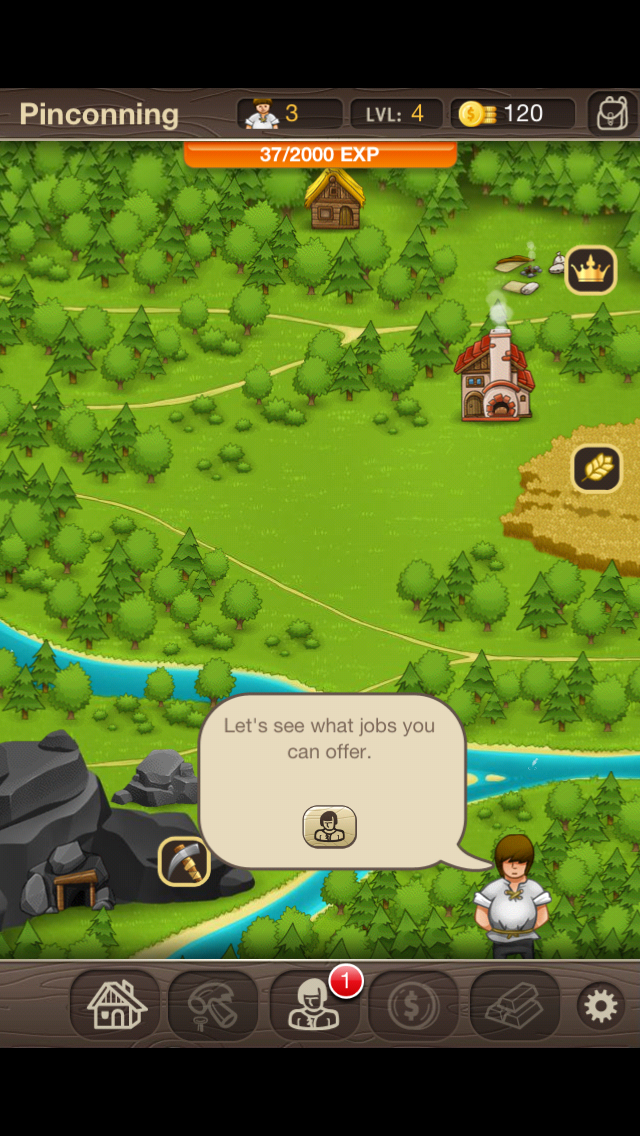 Pinconning
3
LVL: 4
120
37/2000 EXP
Let's see what jobs you
can offer.
1